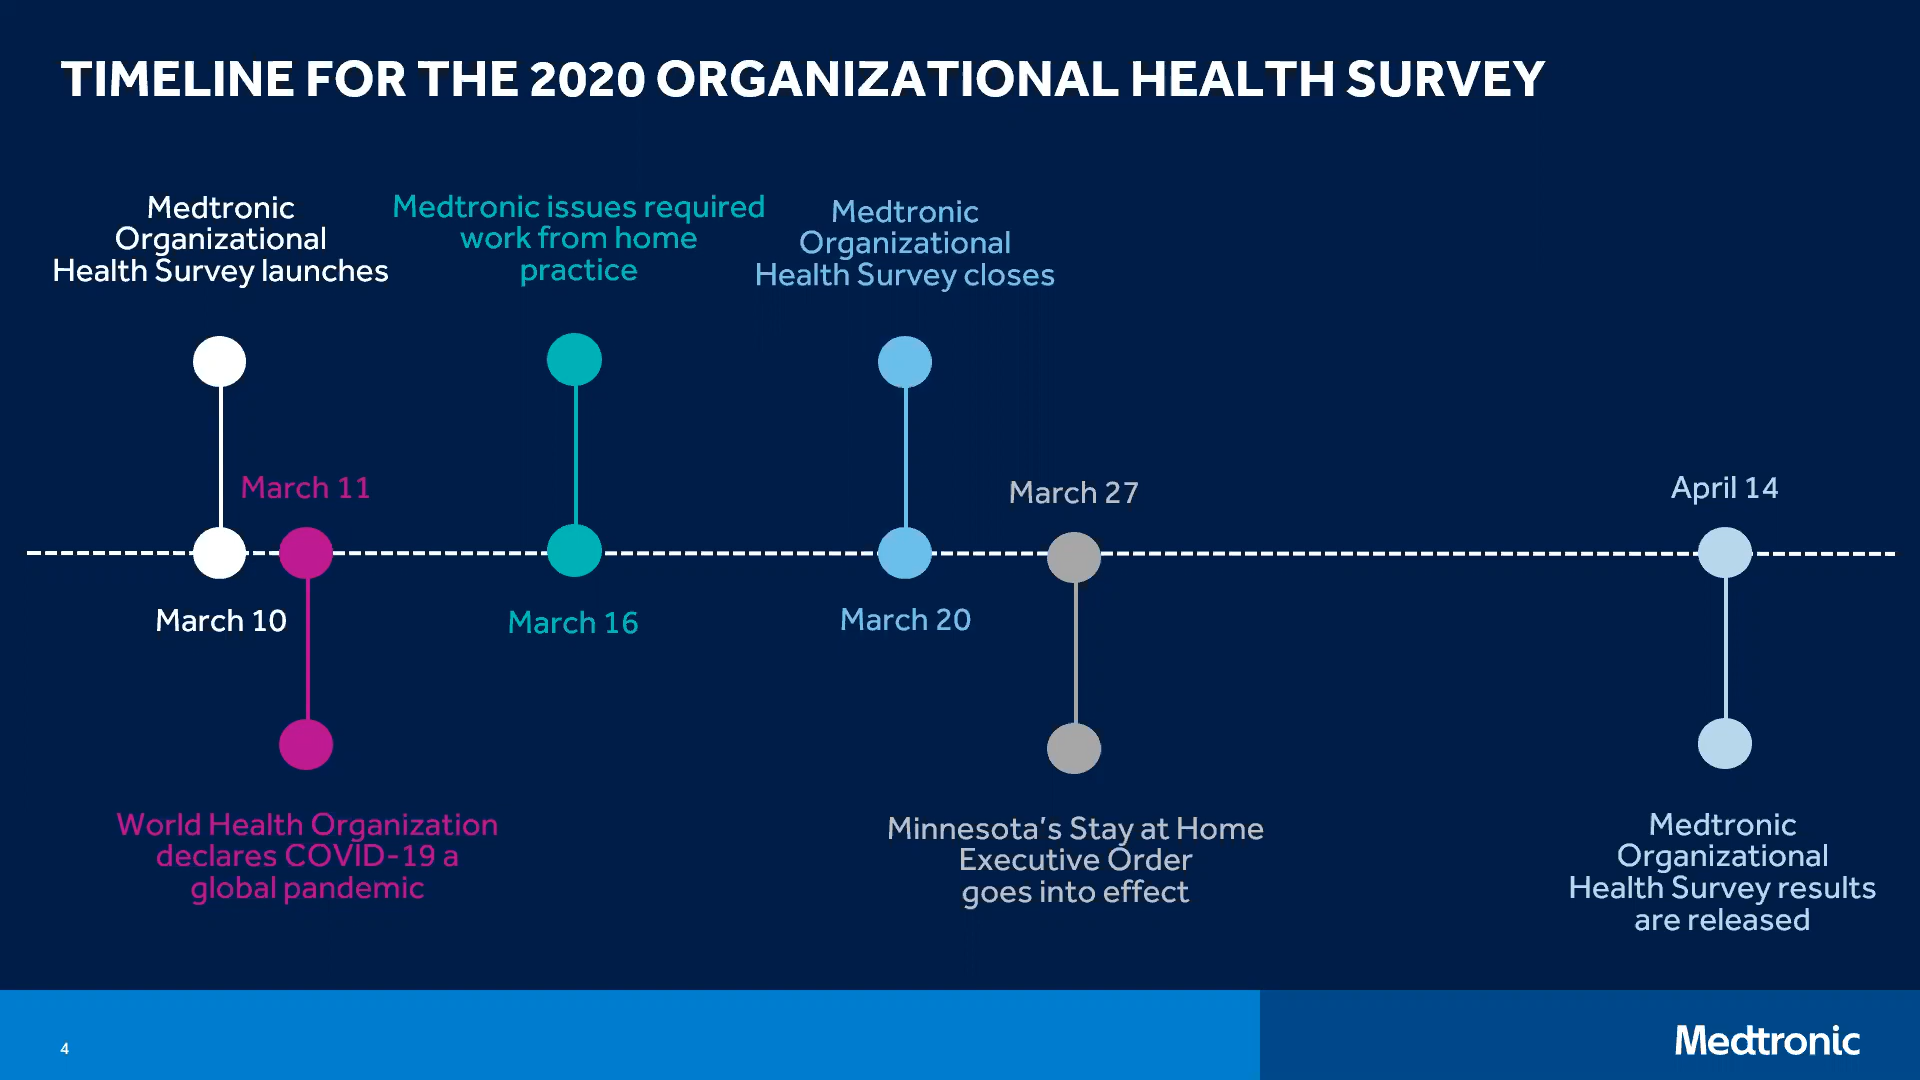 TIMELINE FOR THE 2020 ORGANIZATIONAL HEALTH SURVEY
Medtronic
Organizational
Health Survey launches
Medtronic issues required
work from home
practice
Medtronic
Organizational
Health Survey closes
March 11
March 27
April 14
March 10
March 16
March 20
World Health Organization
declares COVID-19 a
global pandemic
Minnesota's Stay at Home
Executive Order
goes into effect
Medtronic
Organizational
Health Survey results
are released
4
Medtronic